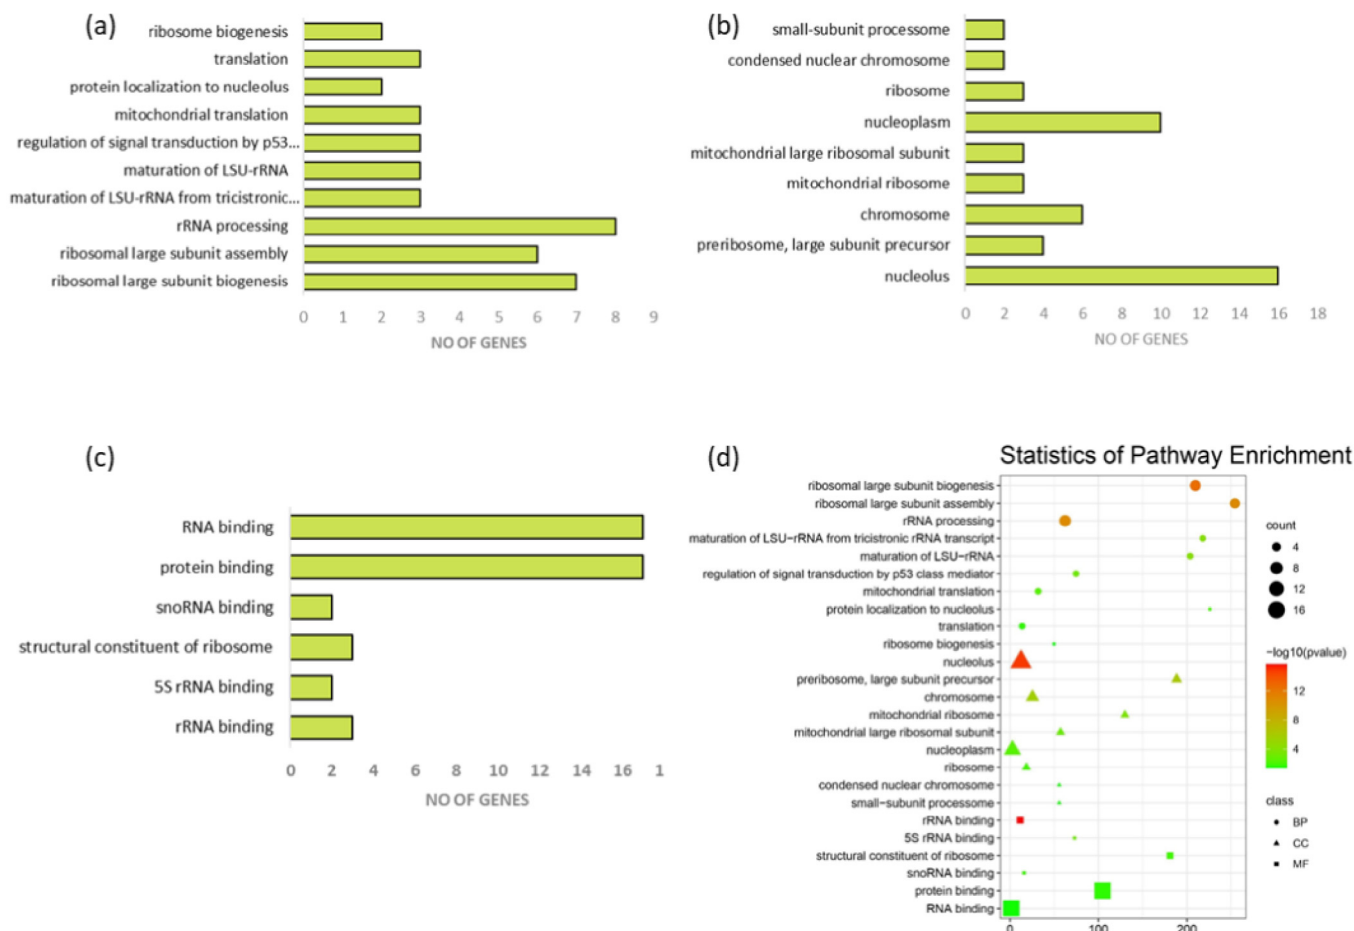 (a)
ribosome biogenesis
translation
protein localization to nucleolus
mitochondrial translation
regulation of signal transduction by p53...
maturation of LSU-rRNA
maturation of LSU-rRNA from tricistronic...
rRNA processing
ribosomal large subunit assembly
ribosomal large subunit biogenesis
0 1 2 3 4 5 6 7 8 9
NO OF GENES
(b)
small-subunit processome
condensed nuclear chromosome
ribosome
nucleoplasm
mitochondrial large ribosomal subunit
mitochondrial ribosome
chromosome
preribosome, large subunit precursor
nucleolus
0 2 4 6 8 10 12 14 16 18
NO OF GENES
(c)
RNA binding
protein binding
snoRNA binding
structural constituent of ribosome
5S rRNA binding
rRNA binding
0 2 4 6 8 10 12 14 16 1
NO OF GENES
(d)
Statistics of Pathway Enrichment
ribosomal large subunit biogenesis
ribosomal large subunit assembly
rRNA processing
maturation of LSU-rRNA from tricistronic rRNA transcript
maturation of LSU-rRNA
regulation of signal transduction by p53 class mediator
mitochondrial translation
protein localization to nucleolus
translation
ribosome biogenesis
nucleolus
preribosome, large subunit precursor
chromosome
mitochondrial ribosome
mitochondrial large ribosomal subunit
nucleoplasm
ribosome
condensed nuclear chromosome
small-subunit processome
rRNA binding
5S rRNA binding
structural constituent of ribosome
snoRNA binding
protein binding
RNA binding
0 100 200
count
4
8
12
16
-log10(pvalue)
12
8
4
class
BP
CC
MF